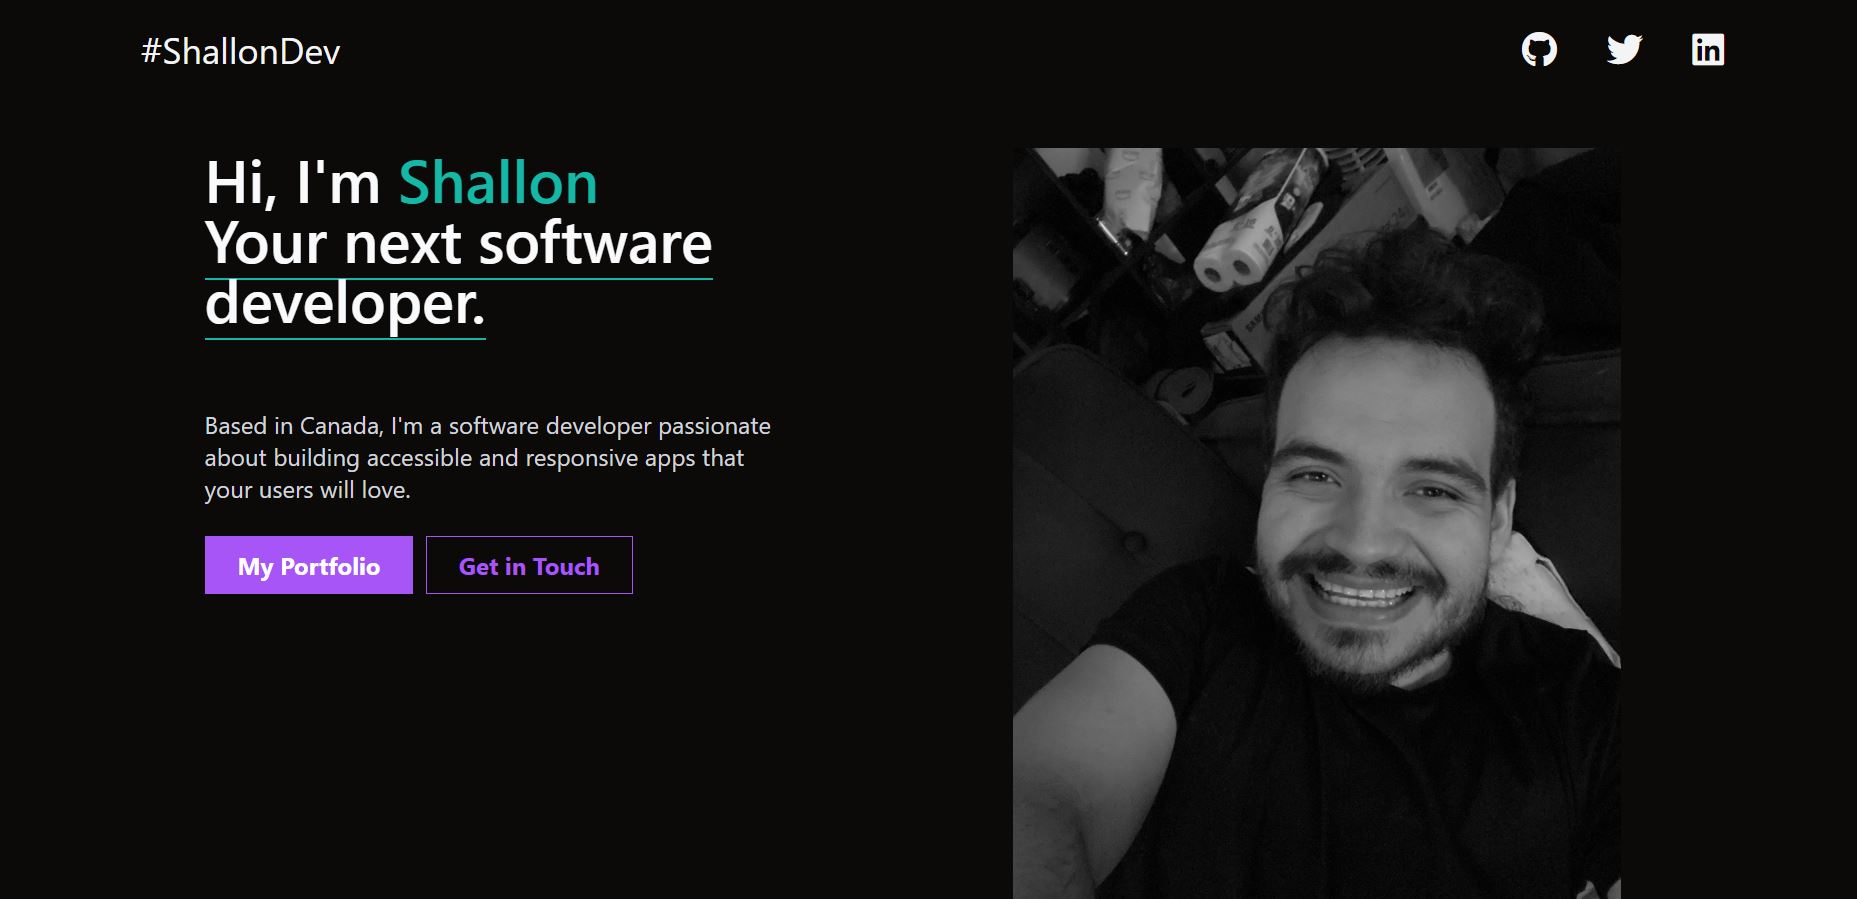 #ShallonDev
Hi, I'm Shallon
Your next software
developer.
Based in Canada, I'm a software developer passionate
about building accessible and responsive apps that
your users will love.
My Portfolio
Get in Touch